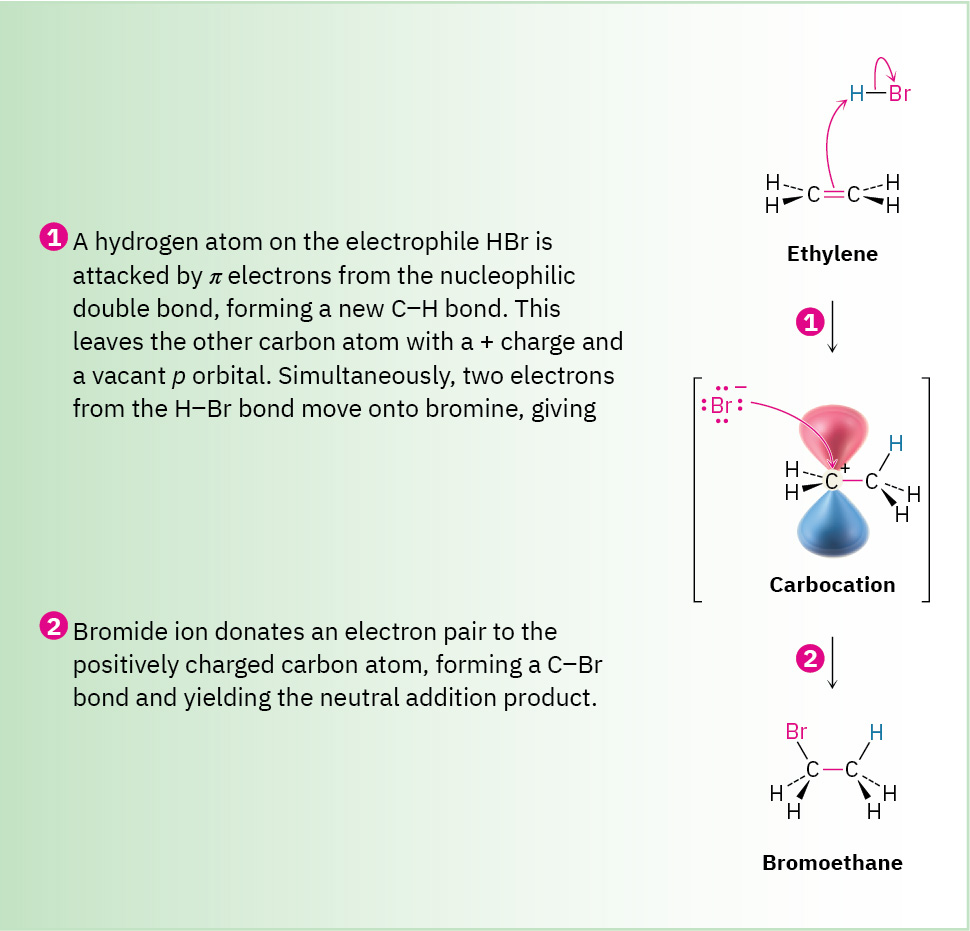 H—Br
H H
C=C
H H
Ethylene
1 A hydrogen atom on the electrophile HBr is
attacked by π electrons from the nucleophilic
double bond, forming a new C–H bond. This
leaves the other carbon atom with a + charge and
a vacant p orbital. Simultaneously, two electrons
from the H–Br bond move onto bromine, giving
1
:Br: −
H
H + 
C—C
H H
H
Carbocation
2 Bromide ion donates an electron pair to the
positively charged carbon atom, forming a C–Br
bond and yielding the neutral addition product.
2
Br H
C—C
H H
H H
Bromoethane